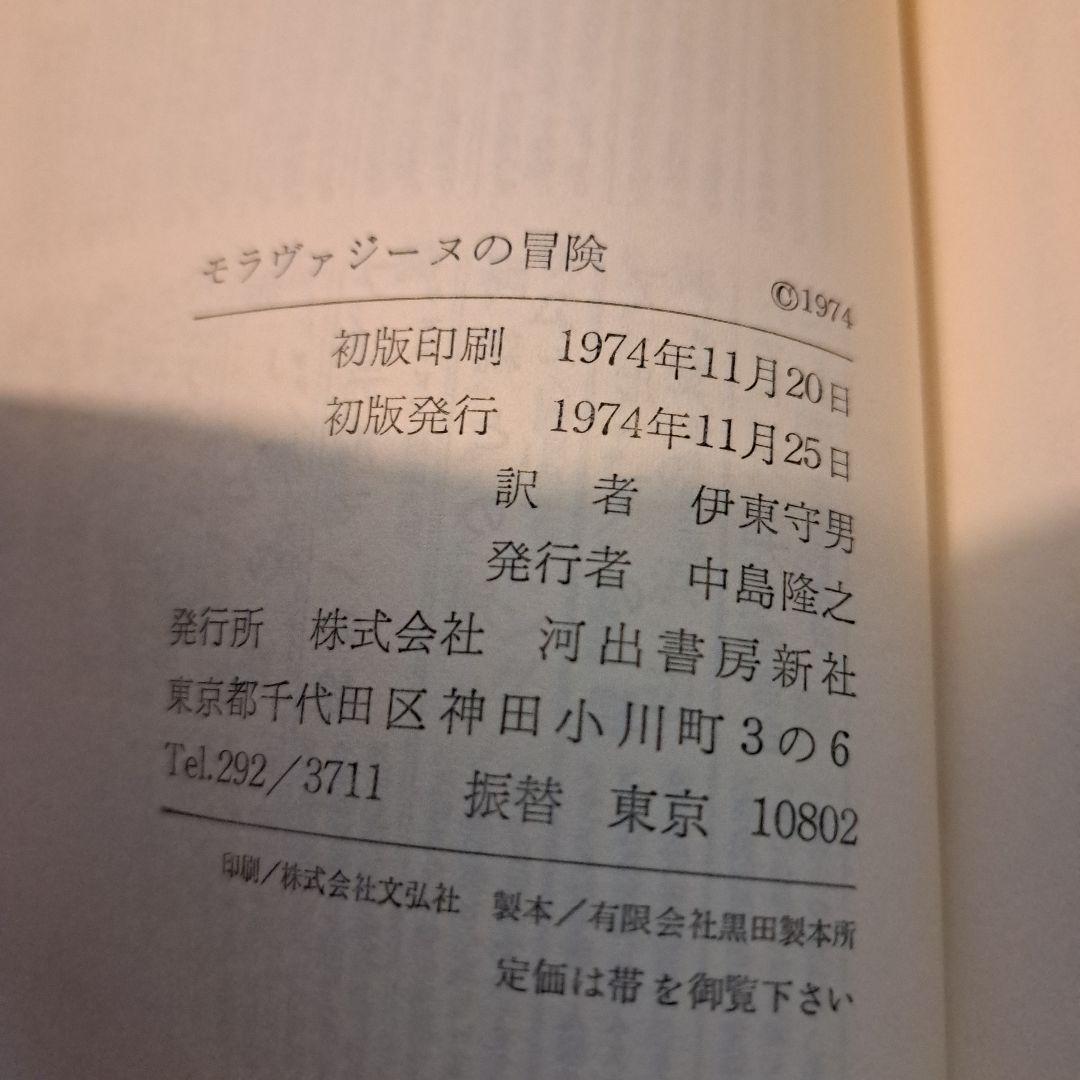 モラヴァジーヌの冒険
©1974
初版印刷 1974年11月20日
初版発行 1974年11月25日
訳 者 伊東守男
発行者 中島隆之
発行所 株式会社 河出書房新社
東京都千代田区神田小川町3の6
Tel.292/3711 振替 東京 10802
印刷/株式会社文弘社 製本/有限会社黒田製本所
定価は帯を御覧下さい